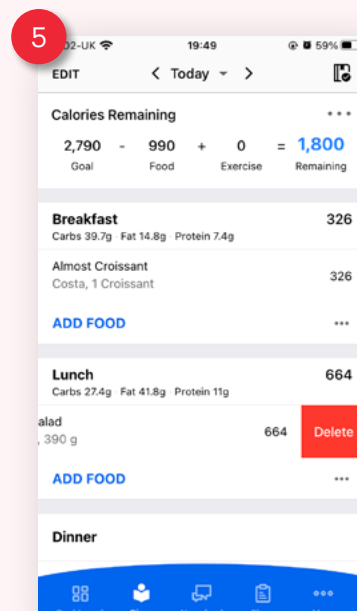 5
02-UK 19:49 59%
EDIT Today
Calories Remaining
2,790 - 990 + 0 = 1,800
Goal Food Exercise Remaining
Breakfast 326
Carbs 39.7g Fat 14.8g Protein 7.4g
Almost Croissant 326
Costa, 1 Croissant
ADD FOOD
Lunch 664
Carbs 27.4g Fat 41.8g Protein 11g
alad
, 390 g 664 Delete
ADD FOOD
Dinner